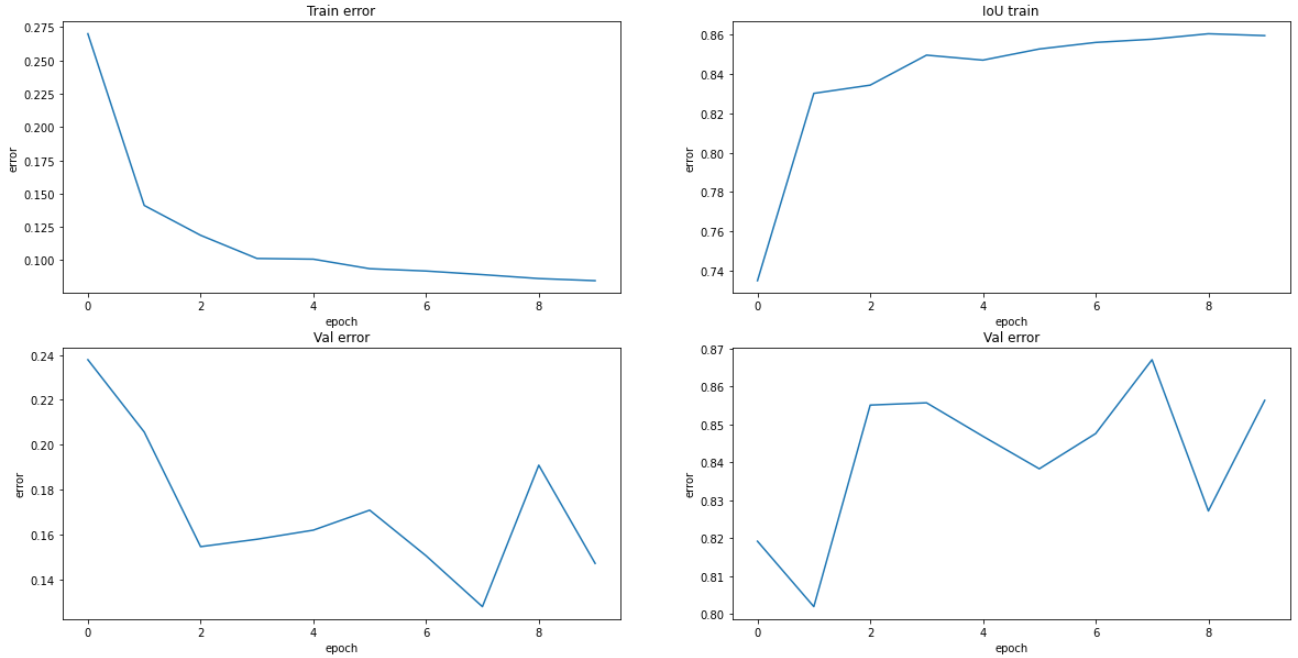 Train error
0.275
0.250
0.225
0.200
0.175
0.150
0.125
0.100
error
0 2 4 6 8
epoch
IoU train
0.86
0.84
0.82
0.80
0.78
0.76
0.74
error
0 2 4 6 8
epoch
Val error
0.24
0.22
0.20
0.18
0.16
0.14
error
0 2 4 6 8
epoch
Val error
0.87
0.86
0.85
0.84
0.83
0.82
0.81
0.80
error
0 2 4 6 8
epoch